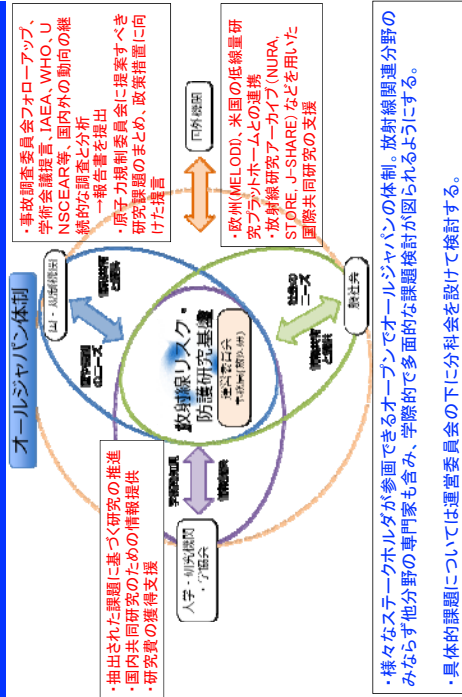 オールジャパン体制
・事故調査委員会フォローアップ、
学術会議提言、IAEA、WHO、U
NSCEAR等、国内外の動向の継
続的な調査と分析
→報告書を提出
・原子力規制委員会に提案すべき
研究課題のまとめ、政策措置に向
けた提言
国・規制機関
国外機関
・欧州(MELODI)、米国の低線量研
究プラットホームとの連携
・放射線研究アーカイブ(NURA,
STORE, J-SHARE)などを用いた
国際共同研究の支援
放射線リスク・
防護研究基盤
運営委員会
社会の
ニーズ
・抽出された課題に基づく研究の推進
・国内共同研究のための情報提供
・研究費の獲得支援
大学・研究機関
・学協会
・様々なステークホルダが参画できるオープンでオールジャパンの体制。放射線関連分野の
みならず他分野の専門家も含み、学際的で多面的な課題検討が図られるようにする。
・具体的課題については運営委員会の下に分科会を設けて検討する。